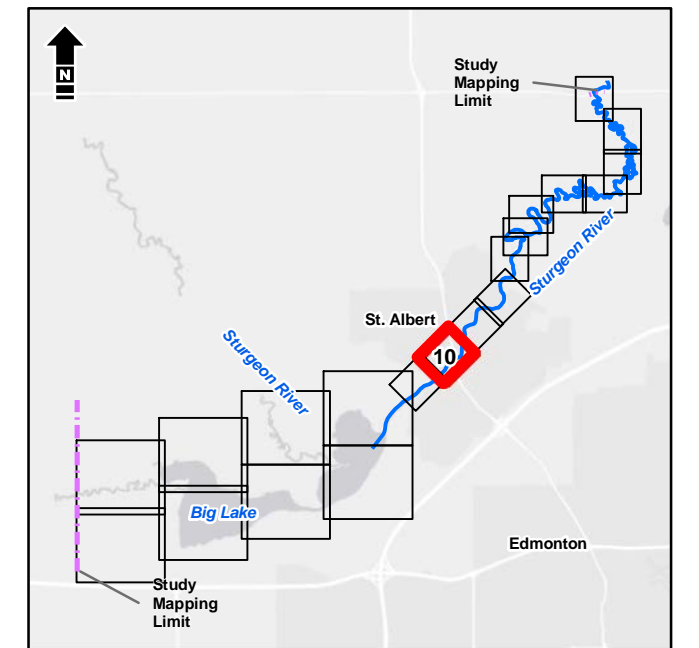 N
Study
Mapping
Limit
Sturgeon River
St. Albert
10
Sturgeon River
Big Lake
Edmonton
Study
Mapping
Limit